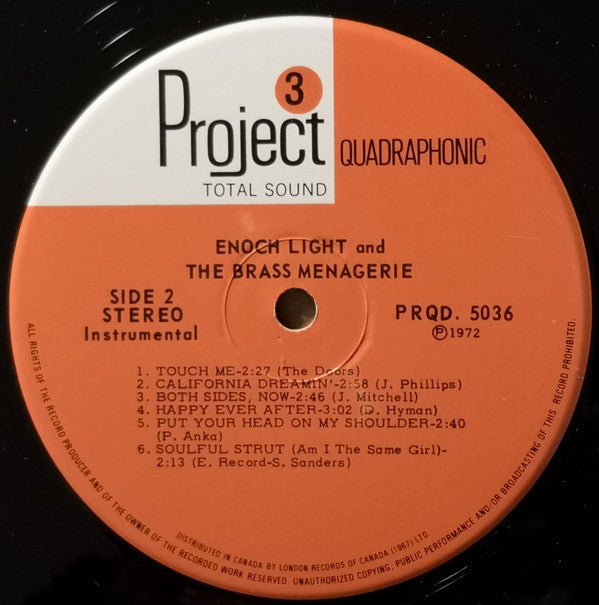 3
Project
TOTAL SOUND
QUADRAPHONIC
ENOCH LIGHT and
THE BRASS MENAGERIE
SIDE 2
STEREO
Instrumental
PRQD. 5036
Ⓟ1972
1. TOUCH ME-2:27 (The Doors)
2. CALIFORNIA DREAMIN'-2:58 (J. Phillips)
3. BOTH SIDES, NOW-2:46 (J. Mitchell)
4. HAPPY EVER AFTER-3:02 (D. Hyman)
5. PUT YOUR HEAD ON MY SHOULDER-2:40
(P. Anka)
6. SOULFUL STRUT (Am I The Same Girl)-
2:13 (E. Record-S. Sanders)
ALL RIGHTS OF THE RECORD PRODUCER AND OF THE OWNER OF THE RECORDED WORK RESERVED. UNAUTHORIZED COPYING, PUBLIC PERFORMANCE AND/OR BROADCASTING OF THIS RECORD PROHIBITED.
DISTRIBUTED IN CANADA BY LONDON RECORDS OF CANADA (1967) LTD.